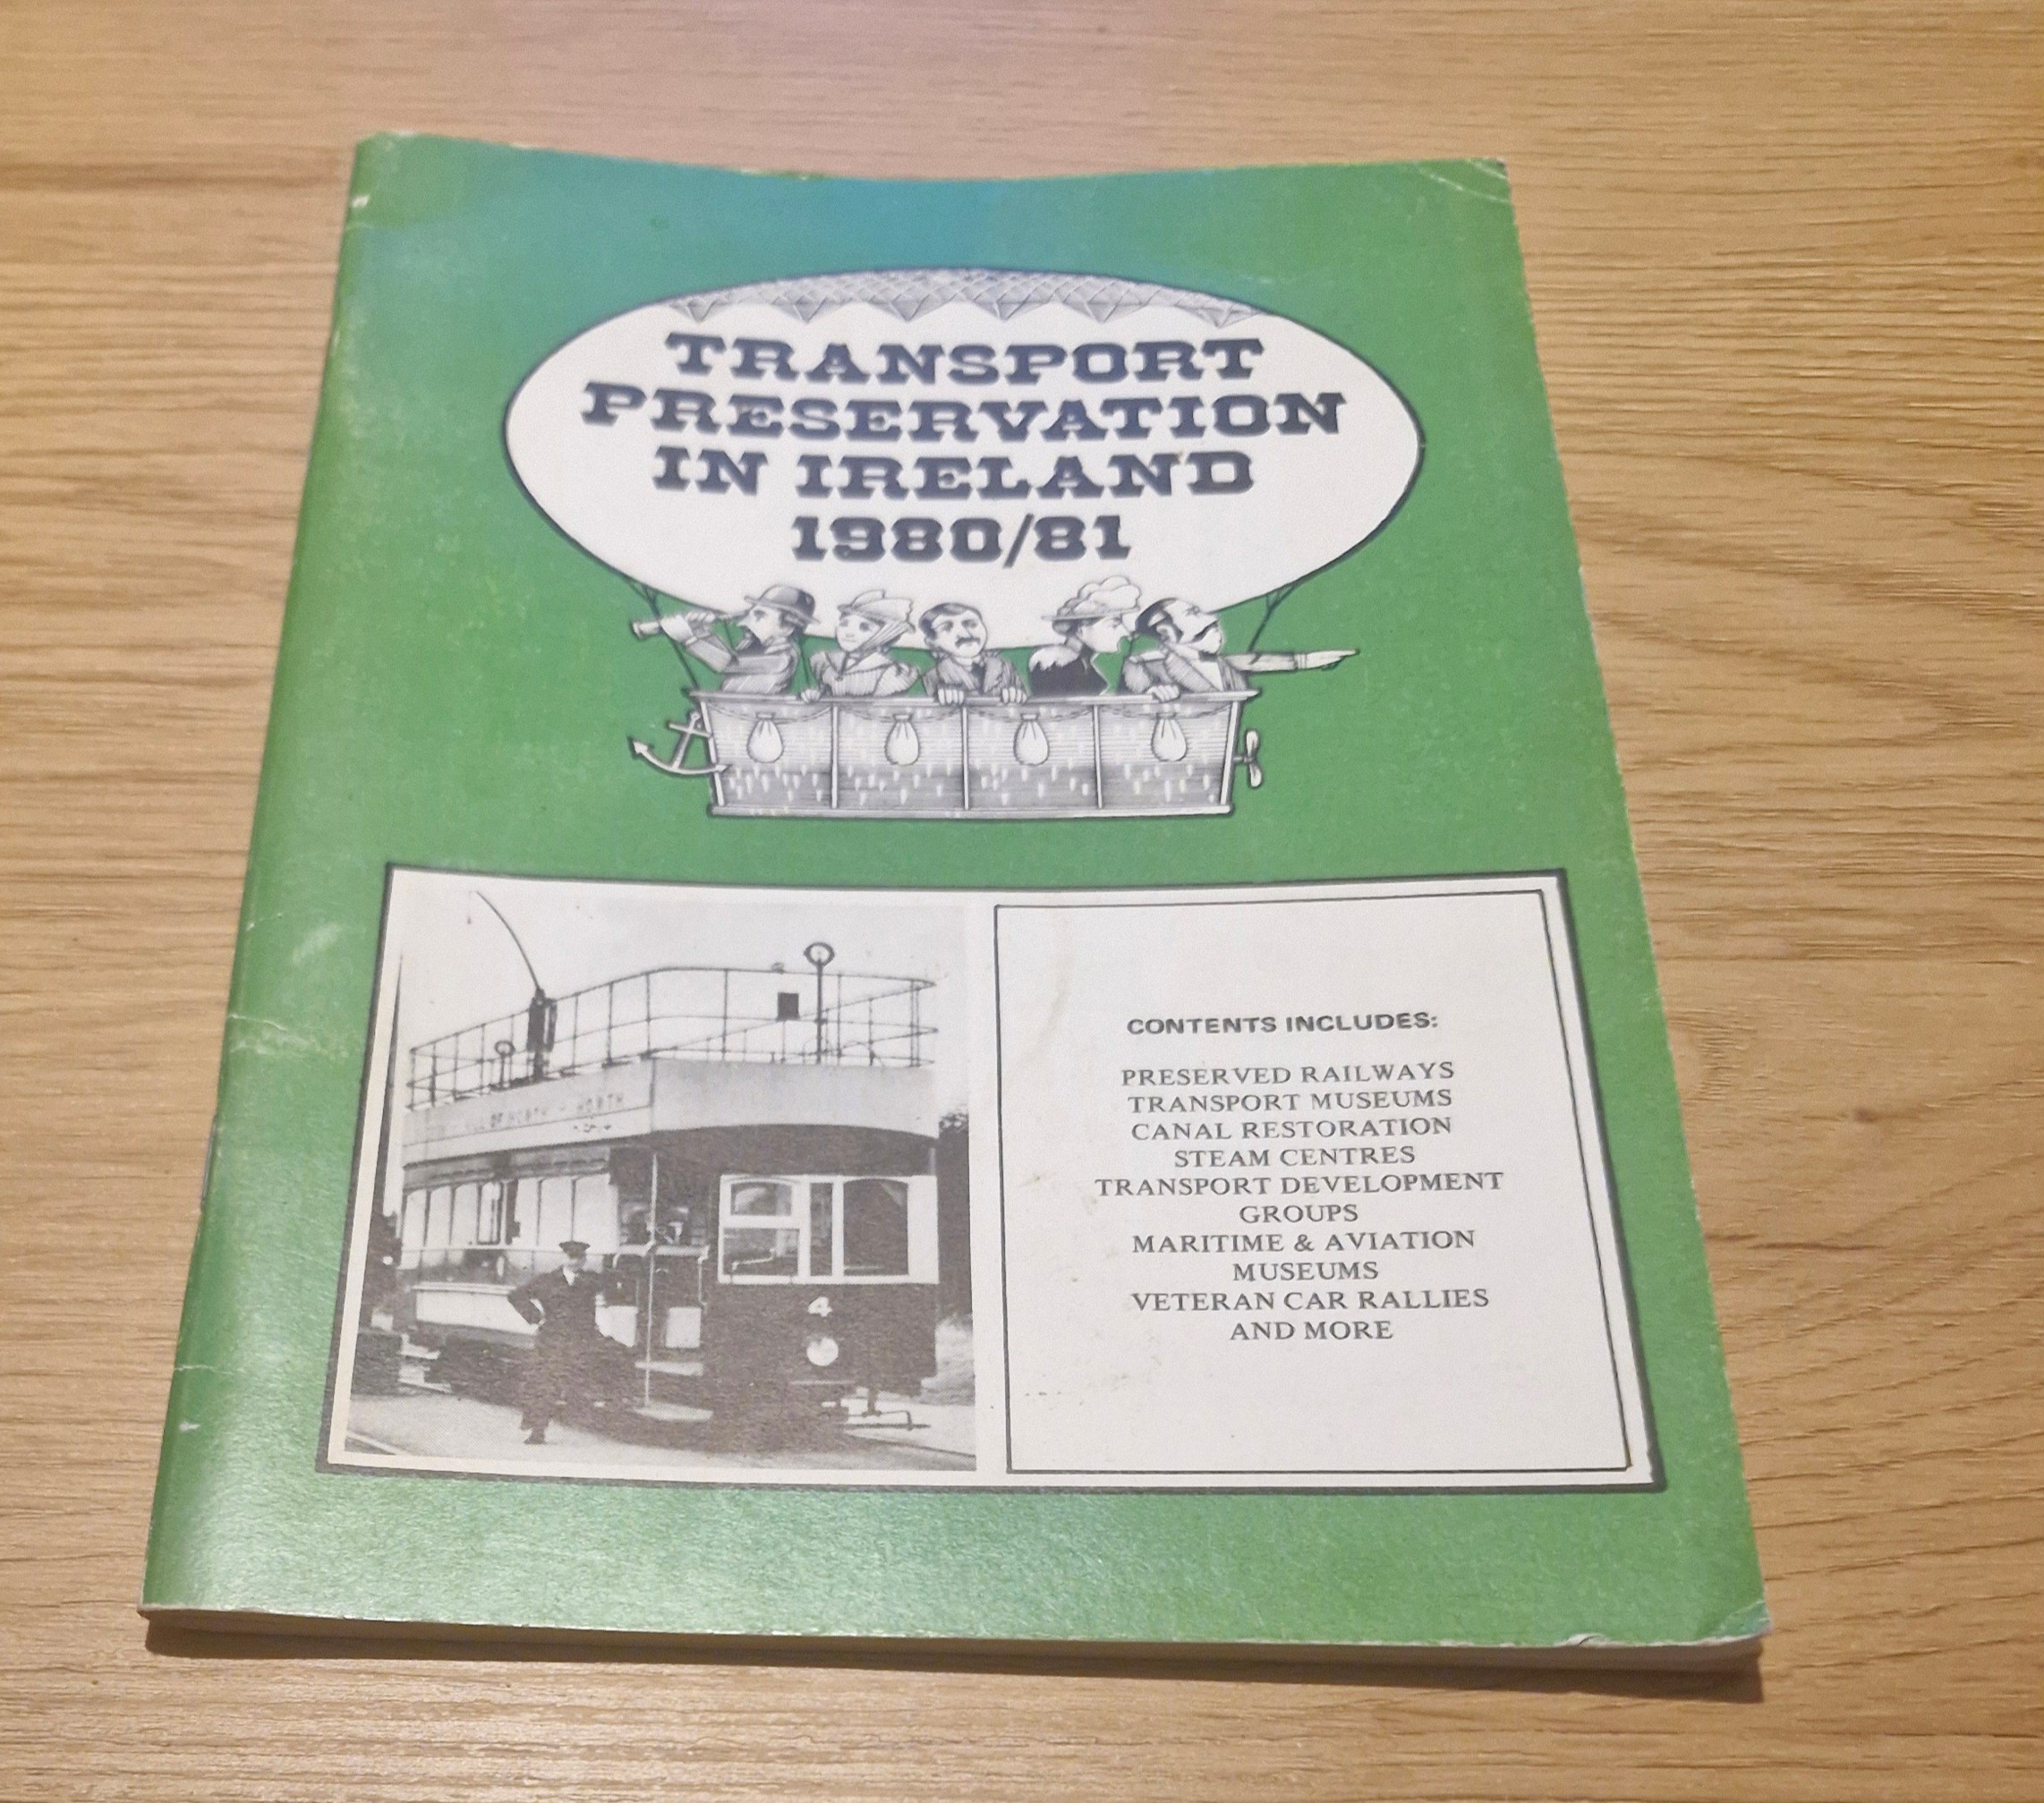 TRANSPORT
PRESERVATION
IN IRELAND
1980/81
4
CONTENTS INCLUDES:
PRESERVED RAILWAYS
TRANSPORT MUSEUMS
CANAL RESTORATION
STEAM CENTRES
TRANSPORT DEVELOPMENT
GROUPS
MARITIME & AVIATION
MUSEUMS
VETERAN CAR RALLIES
AND MORE